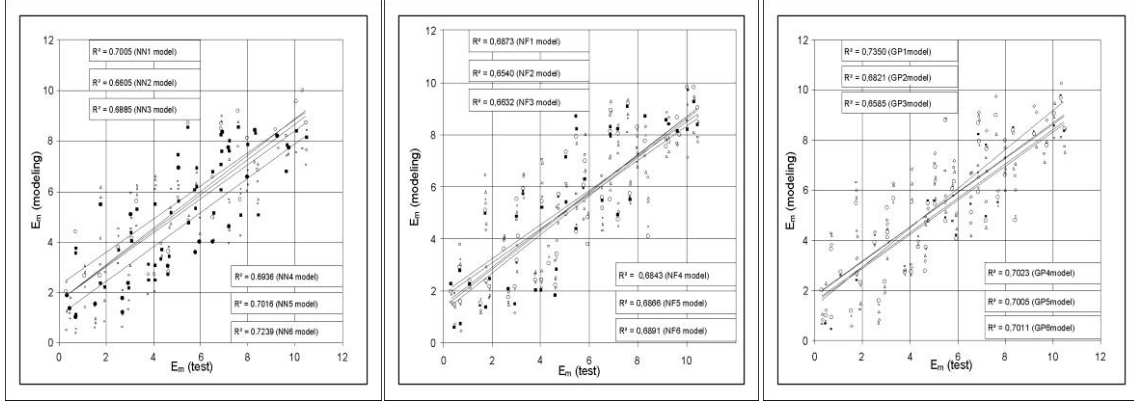 12
10
8
6
4
2
0
E_m (modeling)
R² = 0.7005 (NN1 model)
R² = 0.6605 (NN2 model)
R² = 0.6885 (NN3 model)
R² = 0.6936 (NN4 model)
R² = 0.7016 (NN5 model)
R² = 0.7239 (NN6 model)
0 2 4 6 8 10 12
E_m (test)
12
10
8
6
4
2
0
E_m (modeling)
R² = 0,6873 (NF1 model)
R² = 0,6540 (NF2 model)
R² = 0,6632 (NF3 model)
R² = 0,6843 (NF4 model)
R² = 0,6866 (NF5 model)
R² = 0,6891 (NF6 model)
0 2 4 6 8 10 12
E_m (test)
12
10
8
6
4
2
0
E_m (modeling)
R² = 0,7350 (GP1model)
R² = 0,6821 (GP2model)
R² = 0,6585 (GP3model)
R² = 0,7023 (GP4model)
R² = 0,7005 (GP5model)
R² = 0,7011 (GP6model)
0 2 4 6 8 10 12
E_m (test)